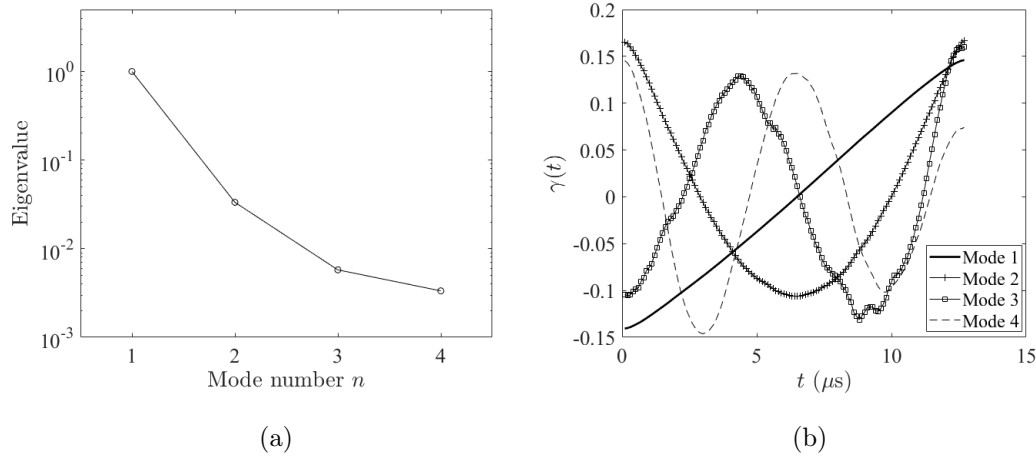 10⁰
10⁻¹
10⁻²
10⁻³
Eigenvalue
1 2 3 4
Mode number n
(a)
0.2
0.15
0.1
0.05
0
-0.05
-0.1
-0.15
γ(t)
Mode 1
Mode 2
Mode 3
Mode 4
0 5 10 15
t (μs)
(b)